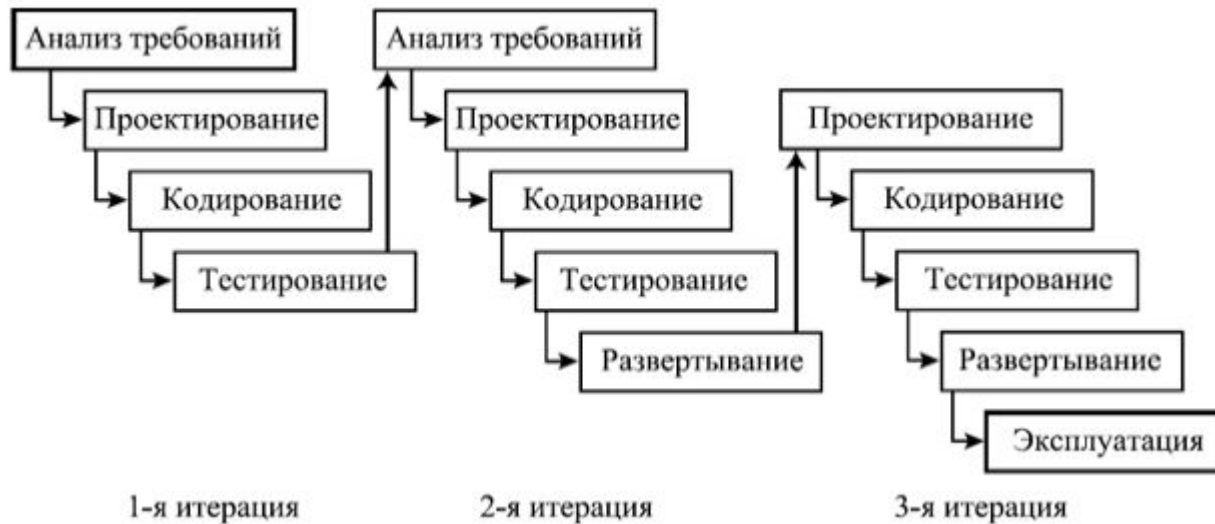 Анализ требований
Проектирование
Кодирование
Тестирование
Анализ требований
Проектирование
Кодирование
Тестирование
Развертывание
Проектирование
Кодирование
Тестирование
Развертывание
Эксплуатация
1-я итерация
2-я итерация
3-я итерация